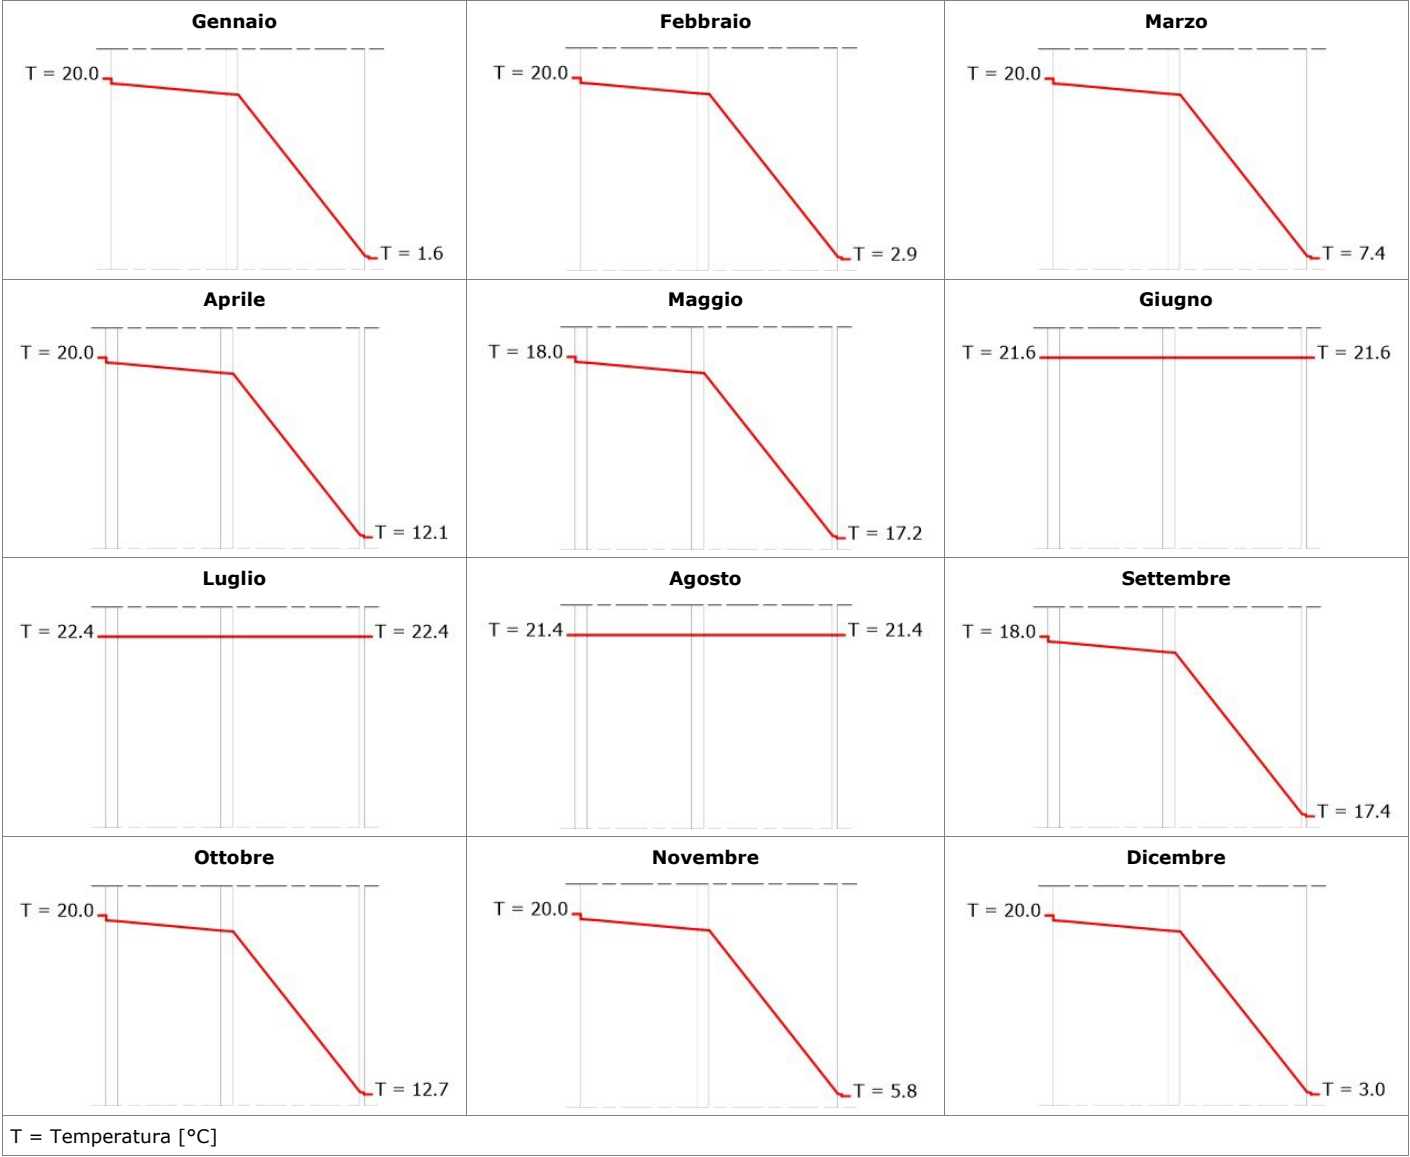 Gennaio
T = 20.0
T = 1.6
Febbraio
T = 20.0
T = 2.9
Marzo
T = 20.0
T = 7.4
Aprile
T = 20.0
T = 12.1
Maggio
T = 18.0
T = 17.2
Giugno
T = 21.6
T = 21.6
Luglio
T = 22.4
T = 22.4
Agosto
T = 21.4
T = 21.4
Settembre
T = 18.0
T = 17.4
Ottobre
T = 20.0
T = 12.7
Novembre
T = 20.0
T = 5.8
Dicembre
T = 20.0
T = 3.0
T = Temperatura [°C]